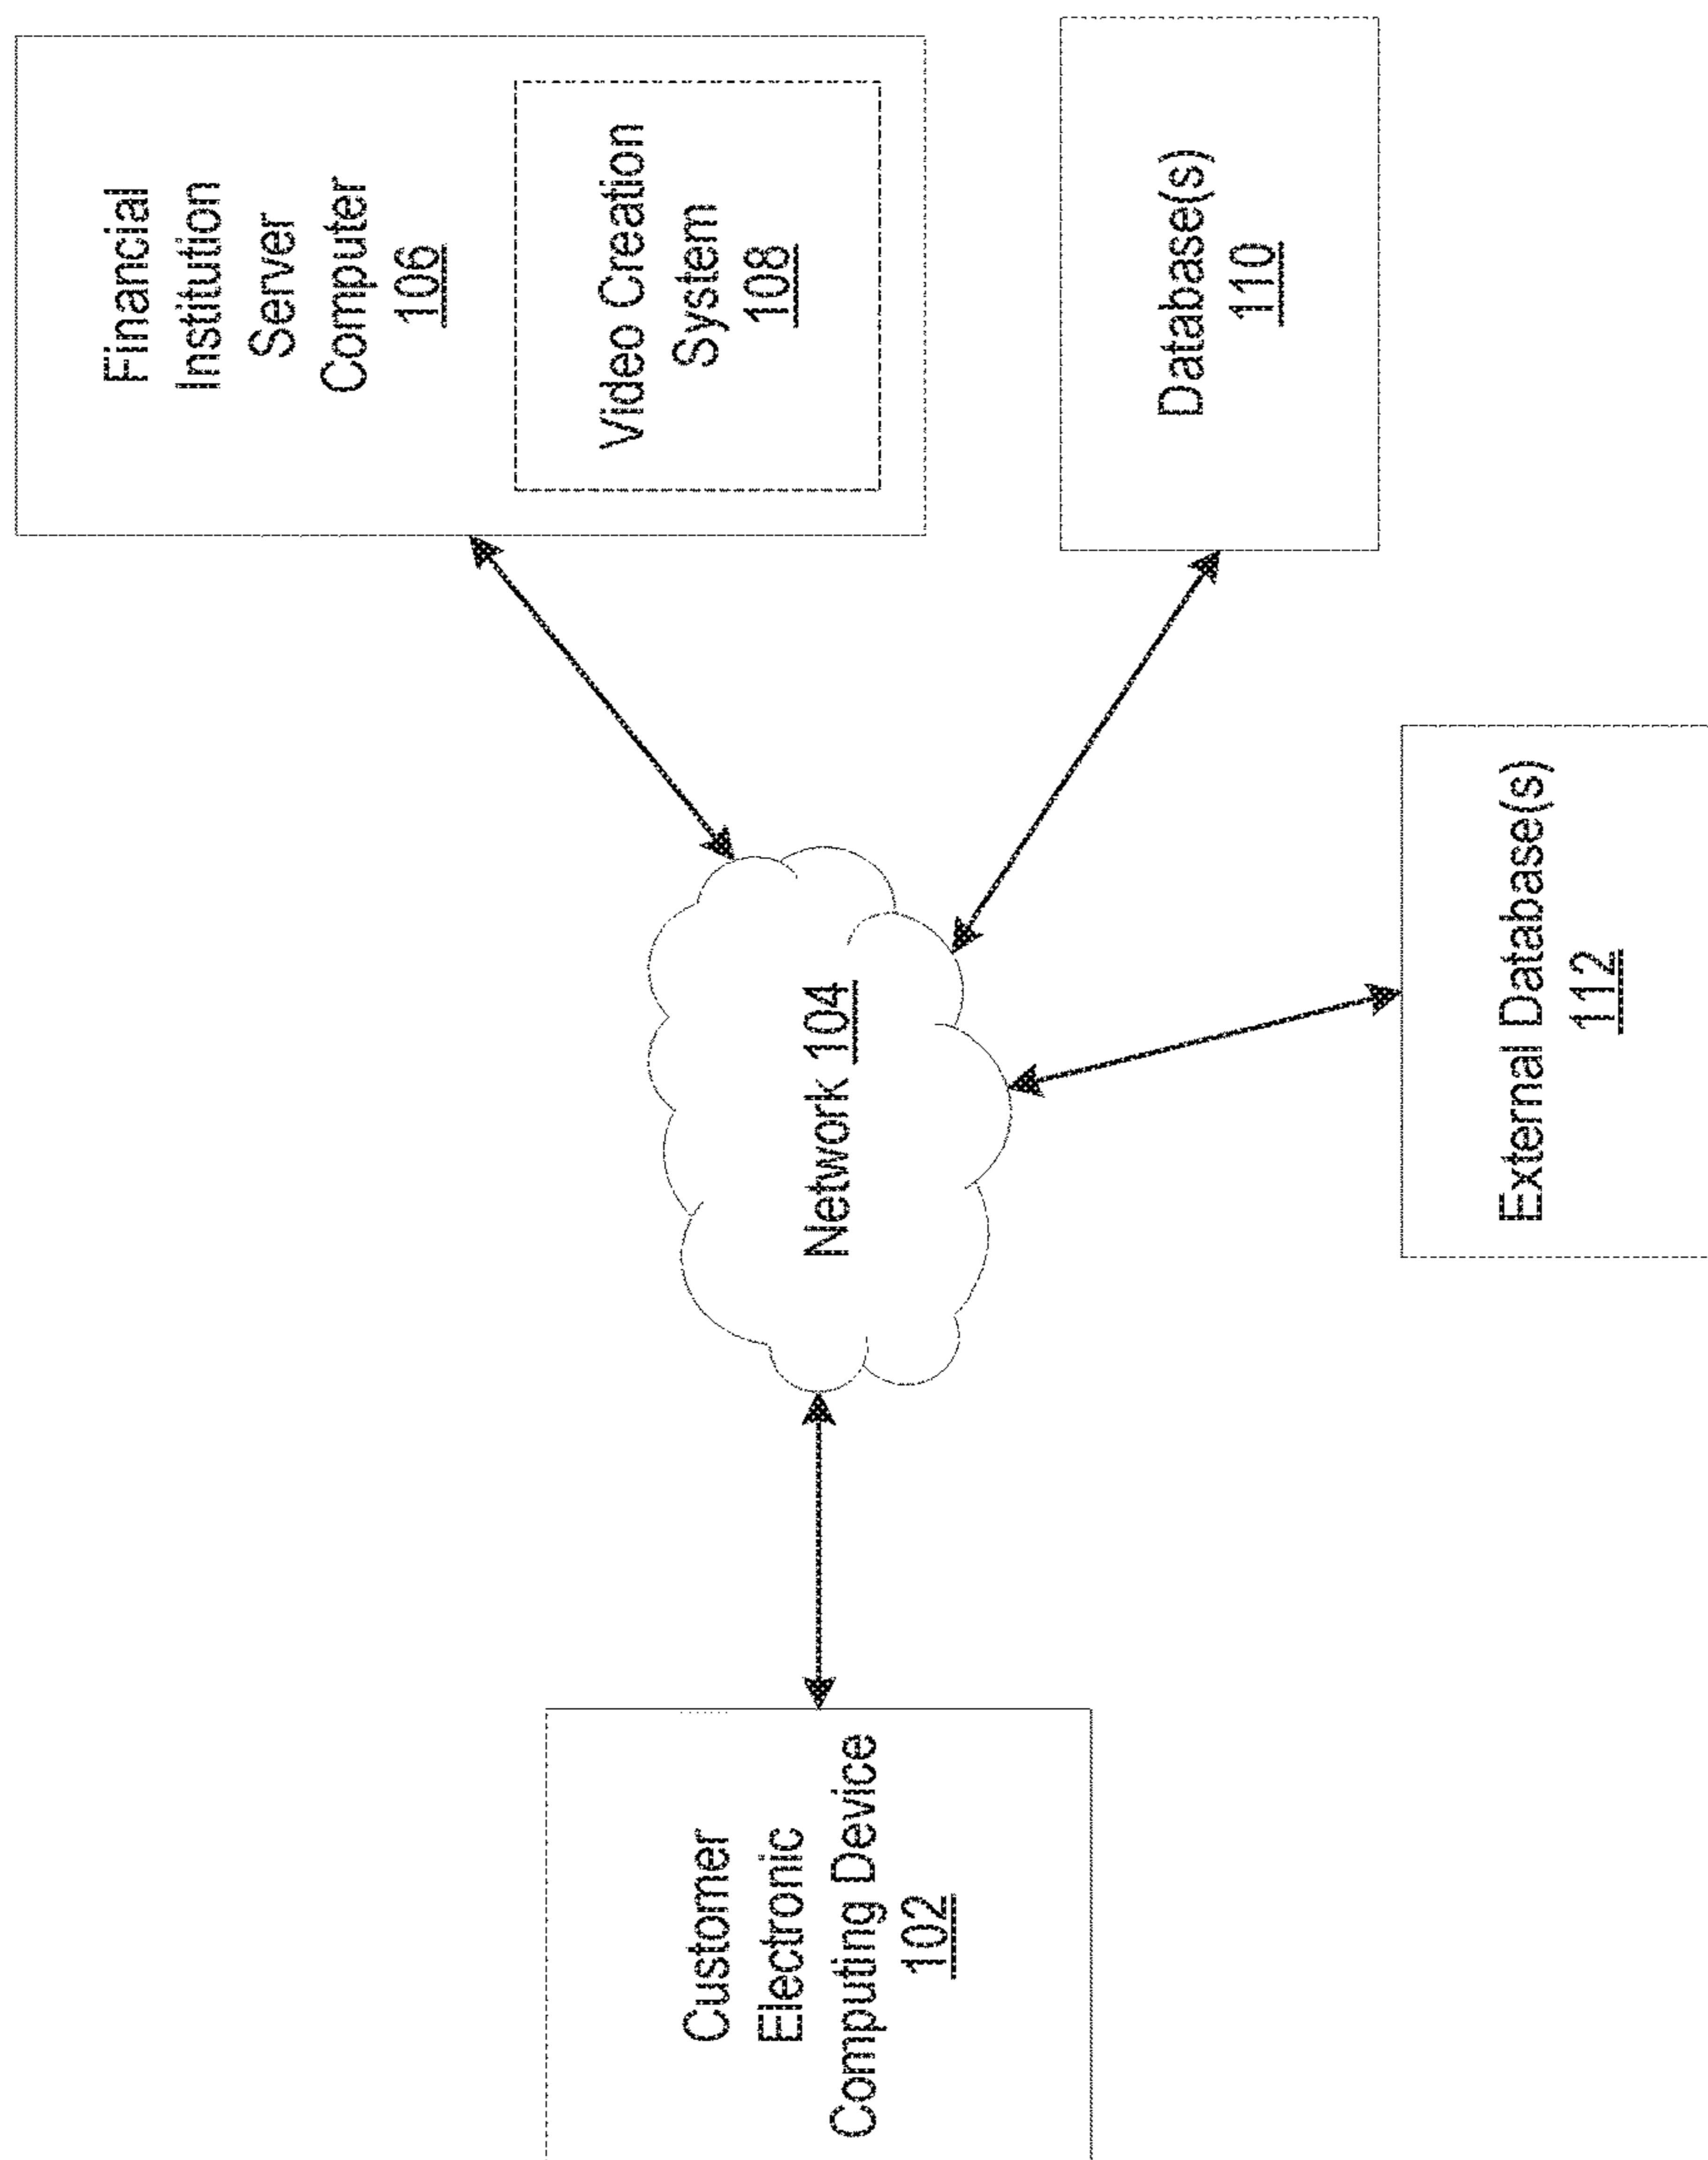 Financial
Institution
Server
Computer
106
Video Creation
System
108
Database(s)
110
Network 104
External Database(s)
112
Customer
Electronic
Computing Device
102